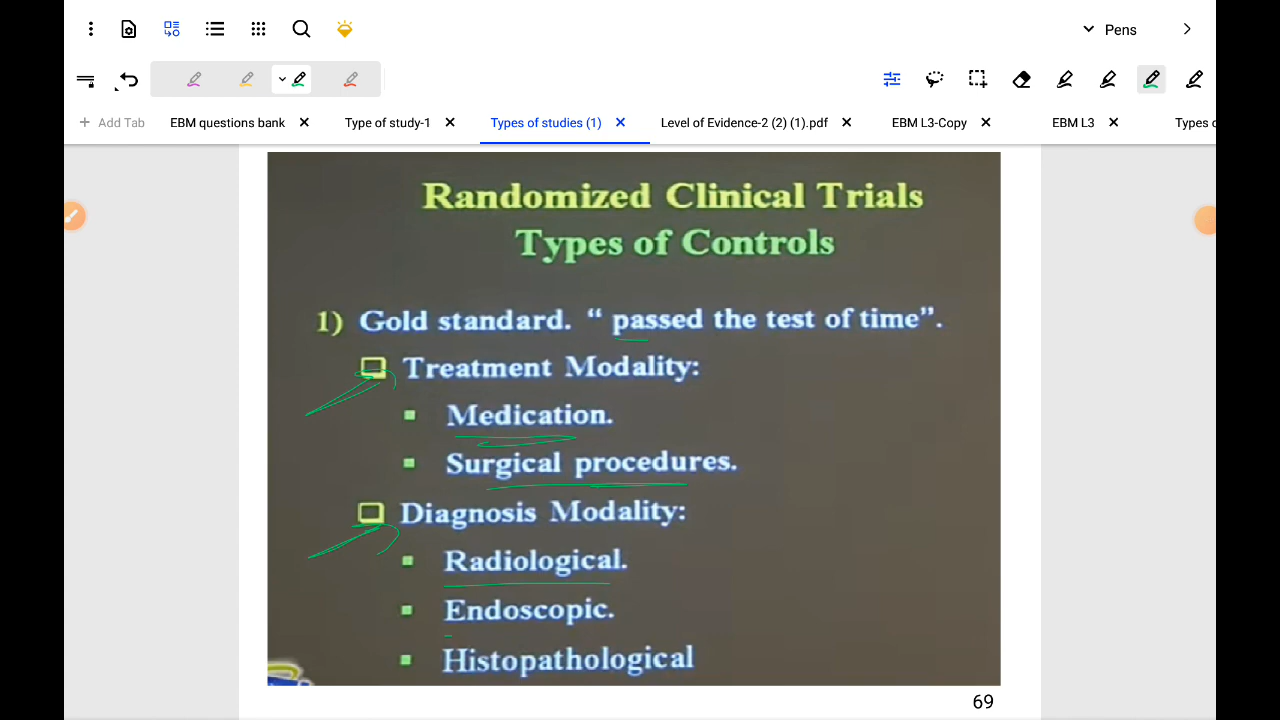 Pens
Add Tab
EBM questions bank
Type of study-1
Types of studies (1)
Level of Evidence-2 (2) (1).pdf
EBM L3-Copy
EBM L3
Types c
Randomized Clinical Trials
Types of Controls
1) Gold standard. “ passed the test of time”.
Treatment Modality:
Medication.
Surgical procedures.
Diagnosis Modality:
Radiological.
Endoscopic.
Histopathological
69